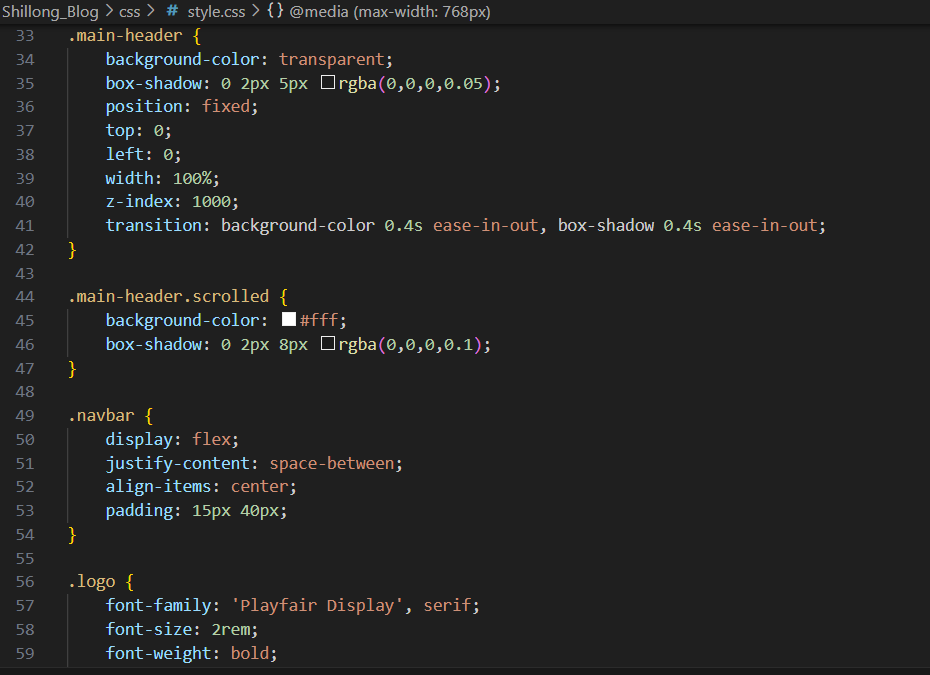 Shillong_Blog > css > # style.css > {} @media (max-width: 768px)
33 .main-header {
34 background-color: transparent;
35 box-shadow: 0 2px 5px rgba(0,0,0,0.05);
36 position: fixed;
37 top: 0;
38 left: 0;
39 width: 100%;
40 z-index: 1000;
41 transition: background-color 0.4s ease-in-out, box-shadow 0.4s ease-in-out;
42 }
43
44 .main-header.scrolled {
45 background-color: #fff;
46 box-shadow: 0 2px 8px rgba(0,0,0,0.1);
47 }
48
49 .navbar {
50 display: flex;
51 justify-content: space-between;
52 align-items: center;
53 padding: 15px 40px;
54 }
55
56 .logo {
57 font-family: 'Playfair Display', serif;
58 font-size: 2rem;
59 font-weight: bold;